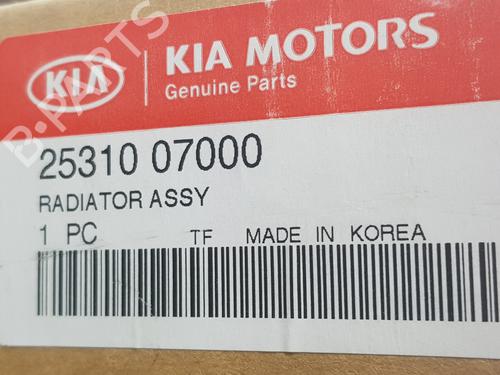 KIA
KIA MOTORS
Genuine Parts
25310 07000
RADIATOR ASSY
1 PC TF MADE IN KOREA
B-PARTS